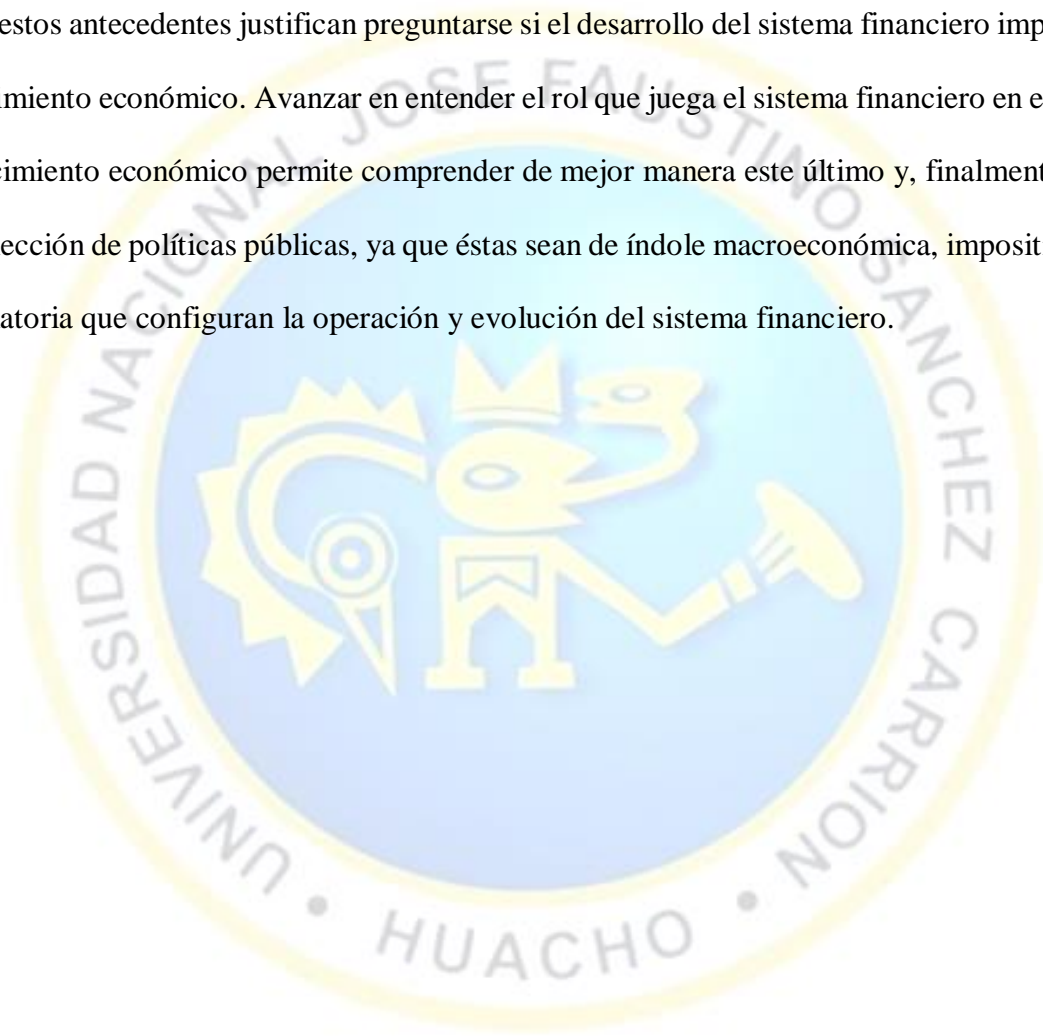 estos antecedentes justifican preguntarse si el desarrollo del sistema financiero imp
imiento económico. Avanzar en entender el rol que juega el sistema financiero en e
cimiento económico permite comprender de mejor manera este último y, finalment
lección de políticas públicas, ya que éstas sean de índole macroeconómica, impositi
atoria que configuran la operación y evolución del sistema financiero.
UNIVERSIDAD NACIONAL JOSE FAUSTINO SANCHEZ CARRION
• HUACHO •